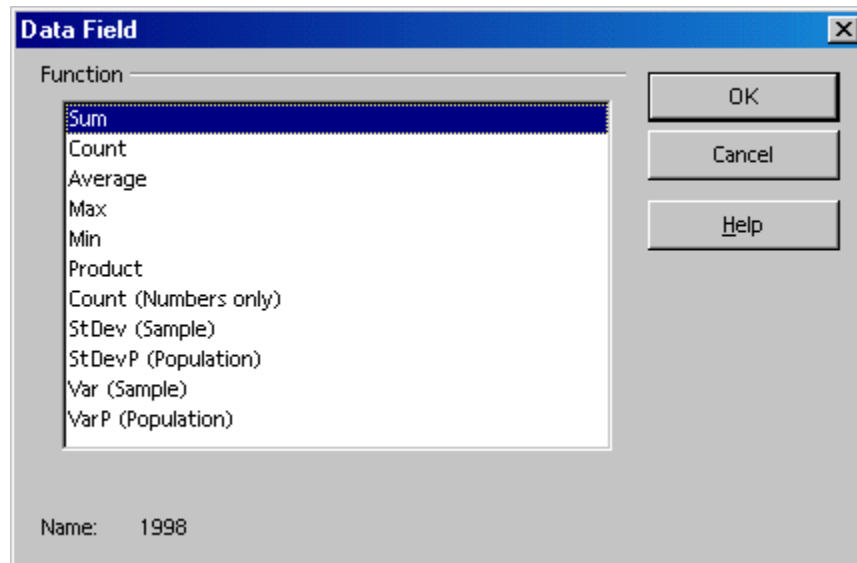 Data Field
Function
Sum
Count
Average
Max
Min
Product
Count (Numbers only)
StDev (Sample)
StDevP (Population)
Var (Sample)
VarP (Population)
OK
Cancel
Help
Name: 1998